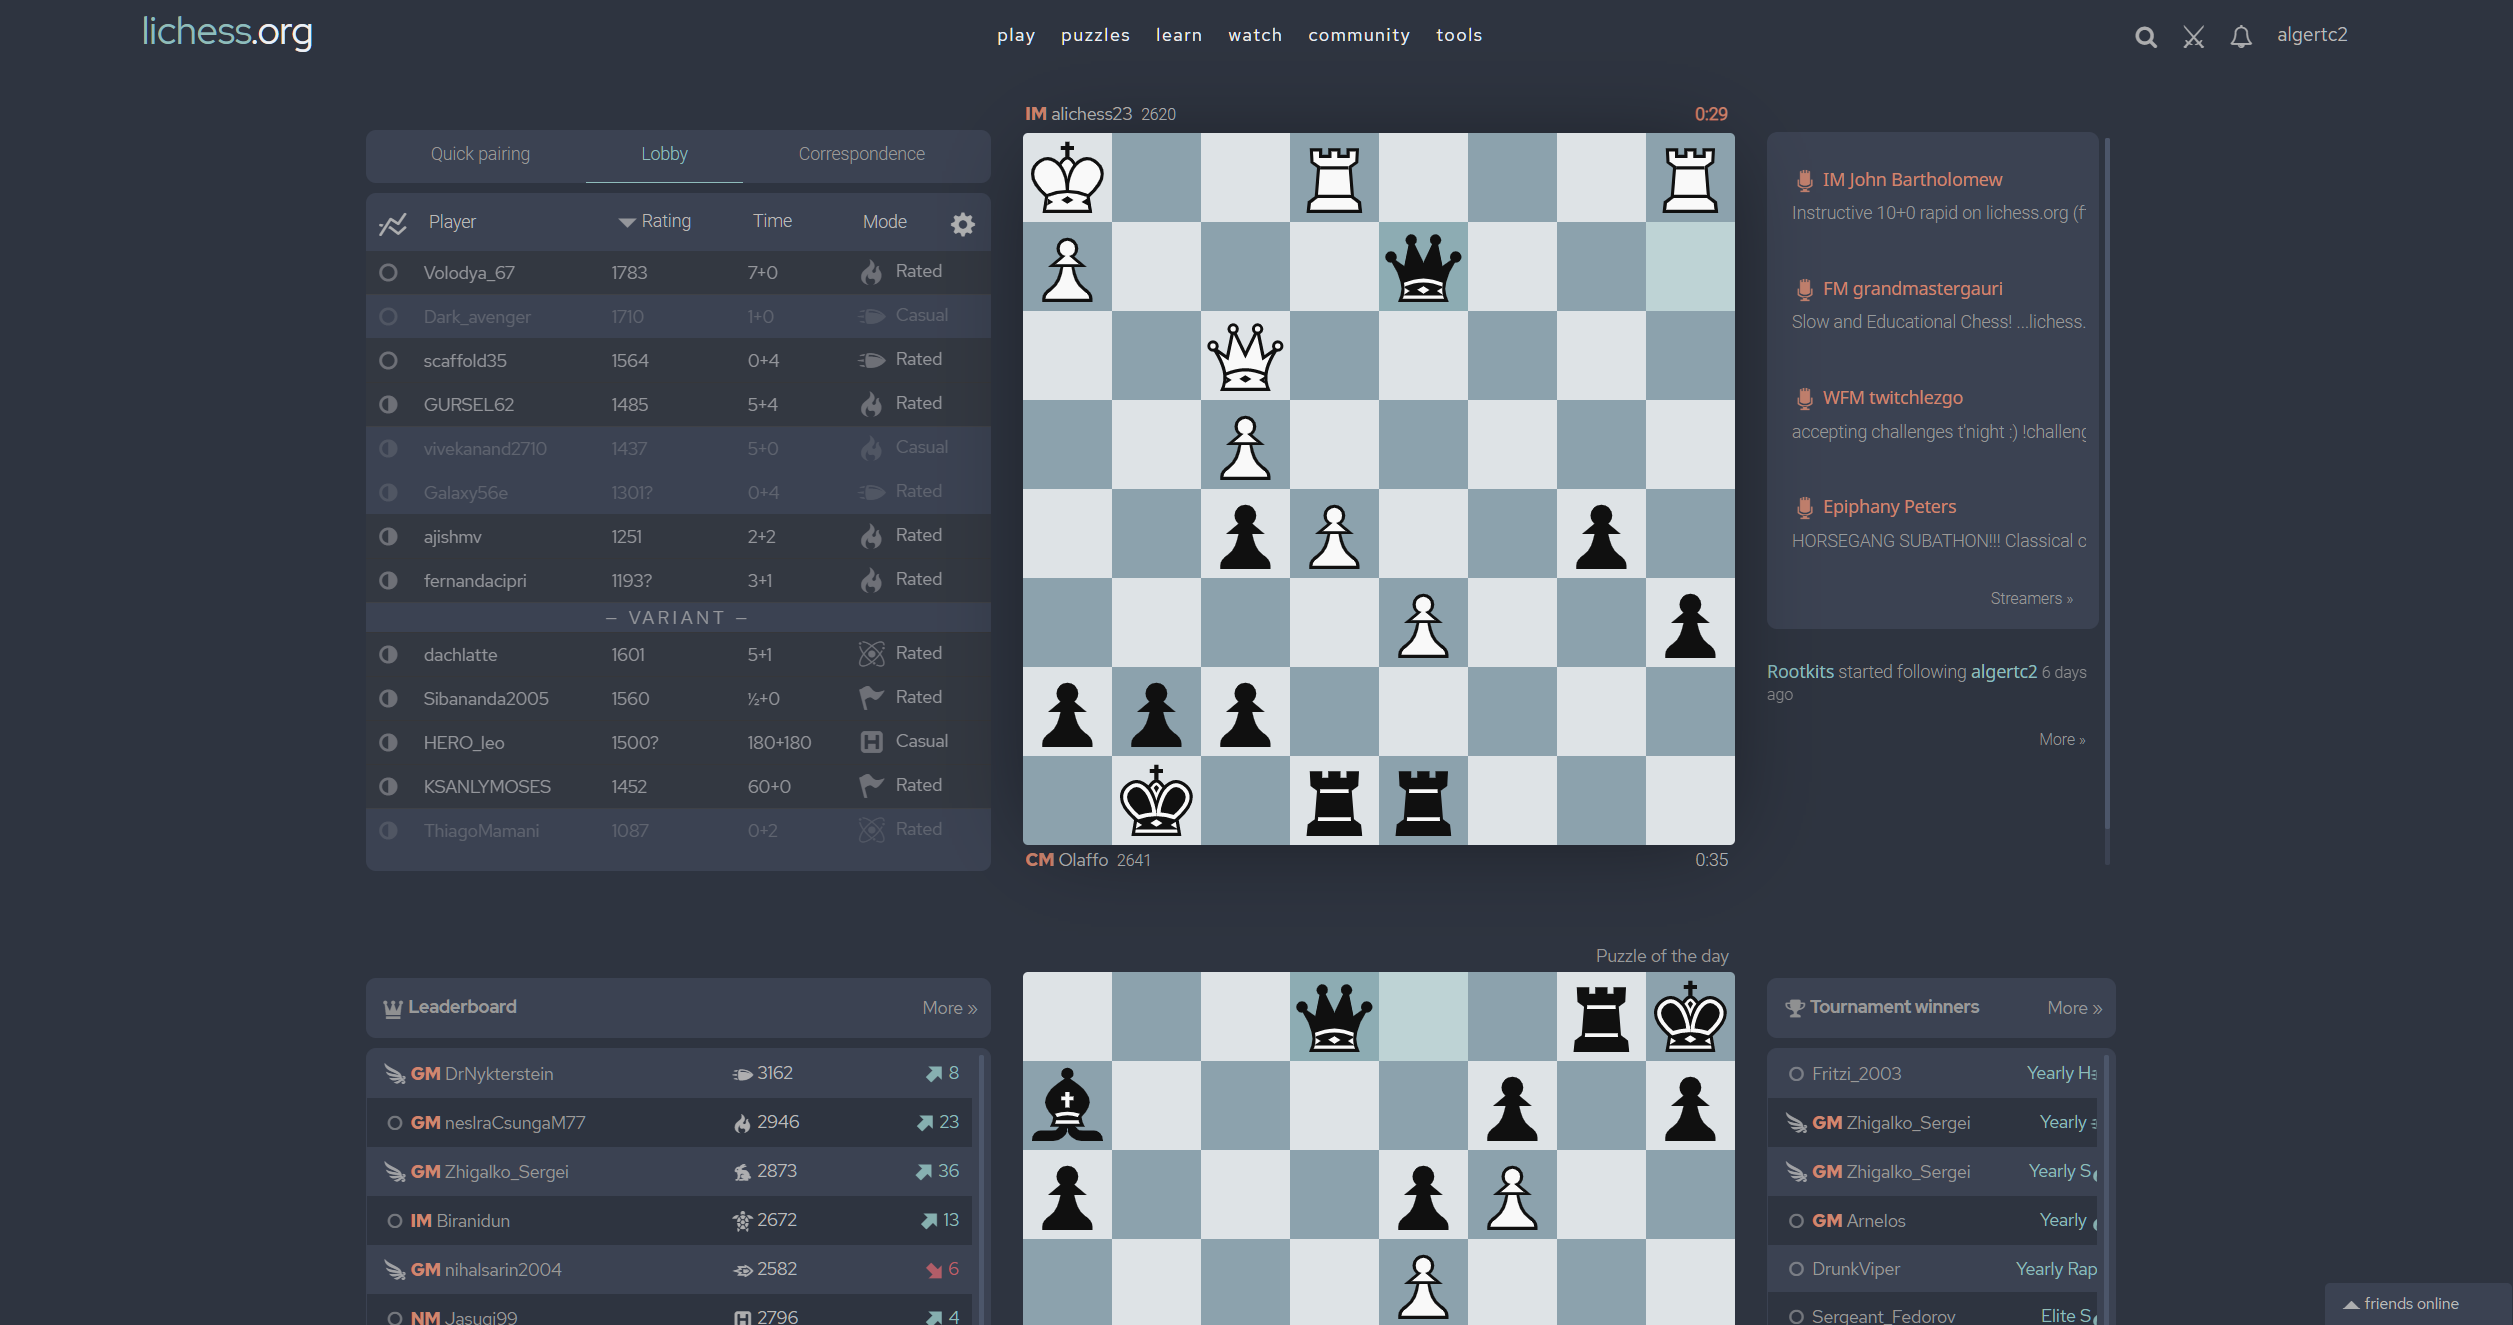 lichess.org
play puzzles learn watch community tools
algertc2
Quick pairing Lobby Correspondence
Player Rating Time Mode
Volodya_67 1783 7+0 Rated
Dark_avenger 1710 1+0 Casual
scaffold35 1564 0+4 Rated
GURSEL62 1485 5+4 Rated
vivekanand2710 1437 5+0 Casual
Galaxy56e 1301? 0+4 Rated
ajishmv 1251 2+2 Rated
fernandacipri 1193? 3+1 Rated
– VARIANT –
dachlatte 1601 5+1 Rated
Sibananda2005 1560 ½+0 Rated
HERO_leo 1500? 180+180 Casual
KSANLYMOSES 1452 60+0 Rated
ThiagoMamani 1087 0+2 Rated
IM alichess23 2620 0:29
CM Olaffo 2641 0:35
IM John Bartholomew
Instructive 10+0 rapid on lichess.org (f
FM grandmastergauri
Slow and Educational Chess! ...lichess.
WFM twitchlezgo
accepting challenges t'night :) !challeng
Epiphany Peters
HORSEGANG SUBATHON!!! Classical c
Streamers »
Rootkits started following algertc2 6 days
ago
More »
Leaderboard More »
GM DrNykterstein 3162 8
GM neslraCsungaM77 2946 23
GM Zhigalko_Sergei 2873 36
IM Biranidun 2672 13
GM nihalsarin2004 2582 6
NM Jasugi99 2796 4
Puzzle of the day
Tournament winners More »
Fritzi_2003 Yearly H
GM Zhigalko_Sergei Yearly
GM Zhigalko_Sergei Yearly S
GM Arnelos Yearly
DrunkViper Yearly Rap
Sergeant_Fedorov Elite S
friends online